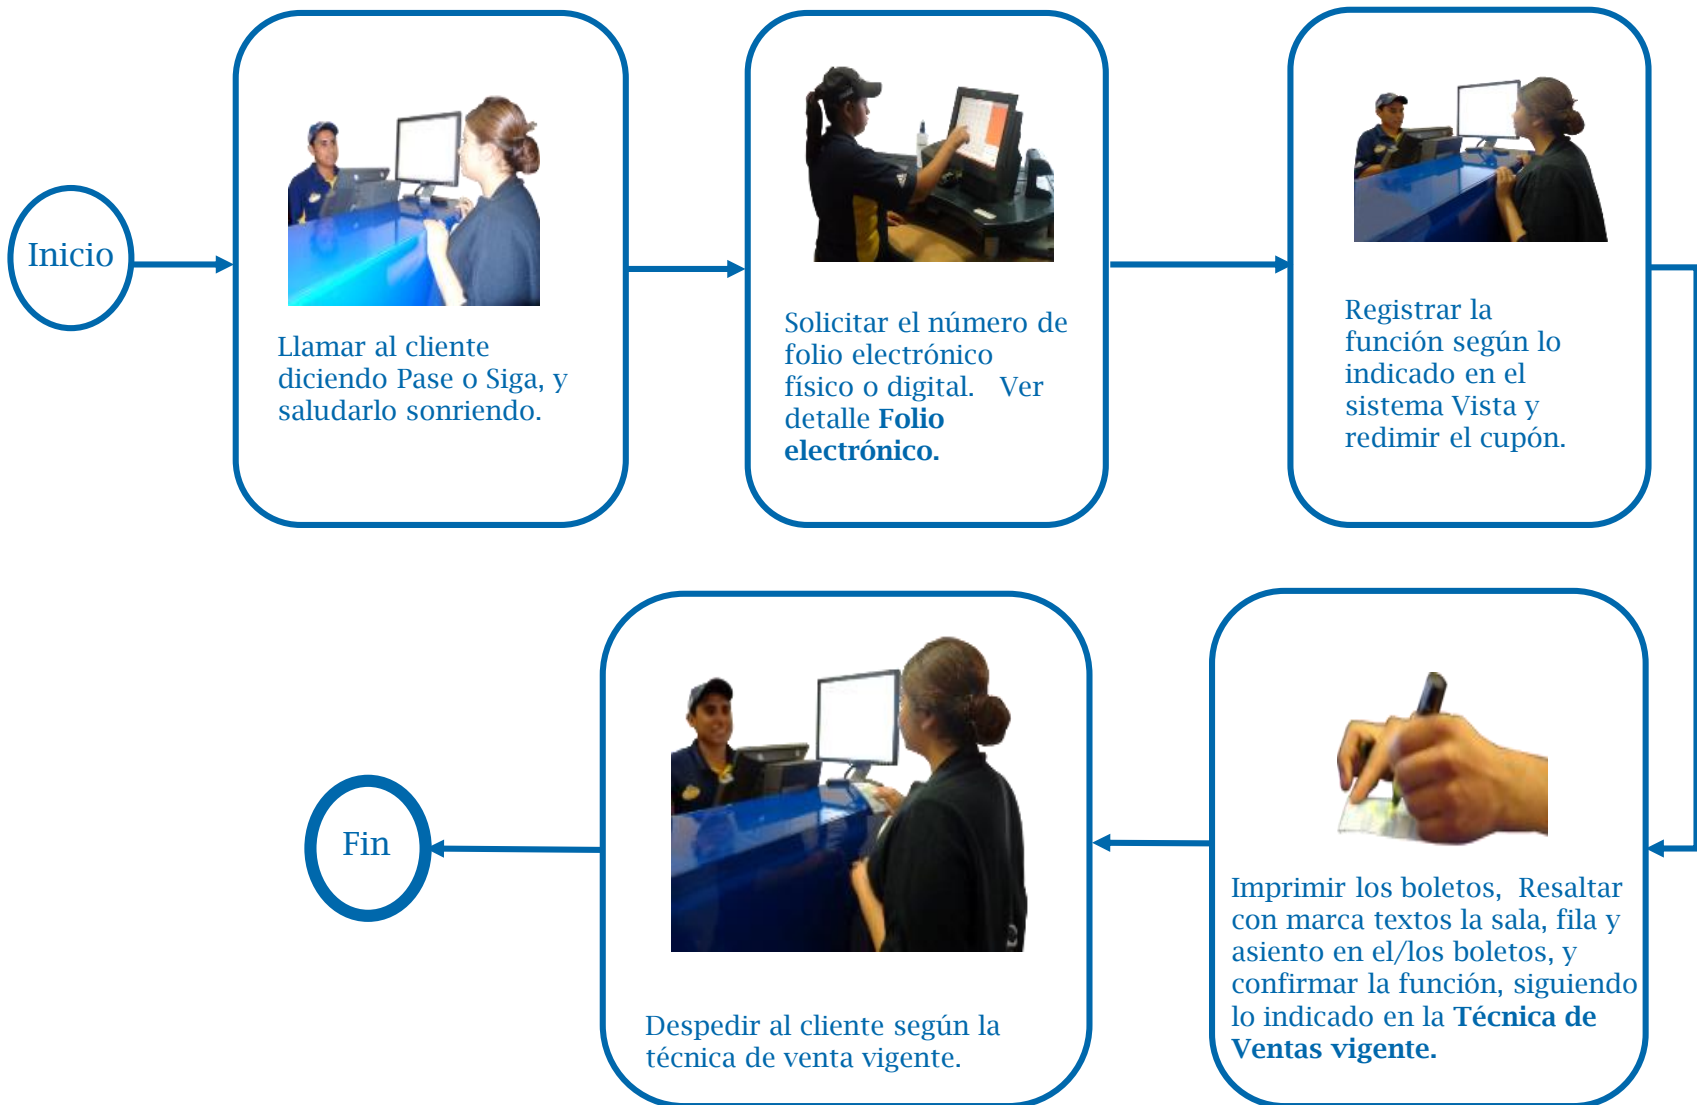 Inicio
Llamar al cliente
diciendo Pase o Siga, y
saludarlo sonriendo.
Solicitar el número de
folio electrónico
físico o digital. Ver
detalle Folio
electrónico.
Registrar la
función según lo
indicado en el
sistema Vista y
redimir el cupón.
Imprimir los boletos, Resaltar
con marca textos la sala, fila y
asiento en el/los boletos, y
confirmar la función, siguiendo
lo indicado en la Técnica de
Ventas vigente.
Despedir al cliente según la
técnica de venta vigente.
Fin